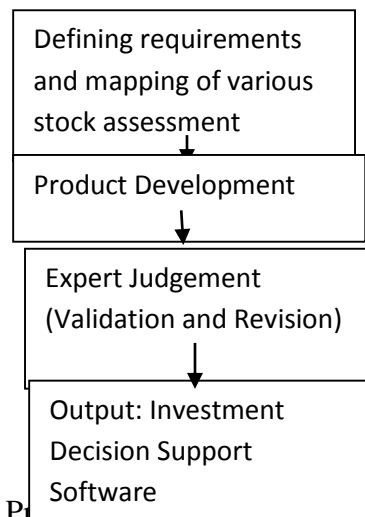 Defining requirements
and mapping of various
stock assessment
Product Development
Expert Judgement
(Validation and Revision)
Output: Investment
Decision Support
Software